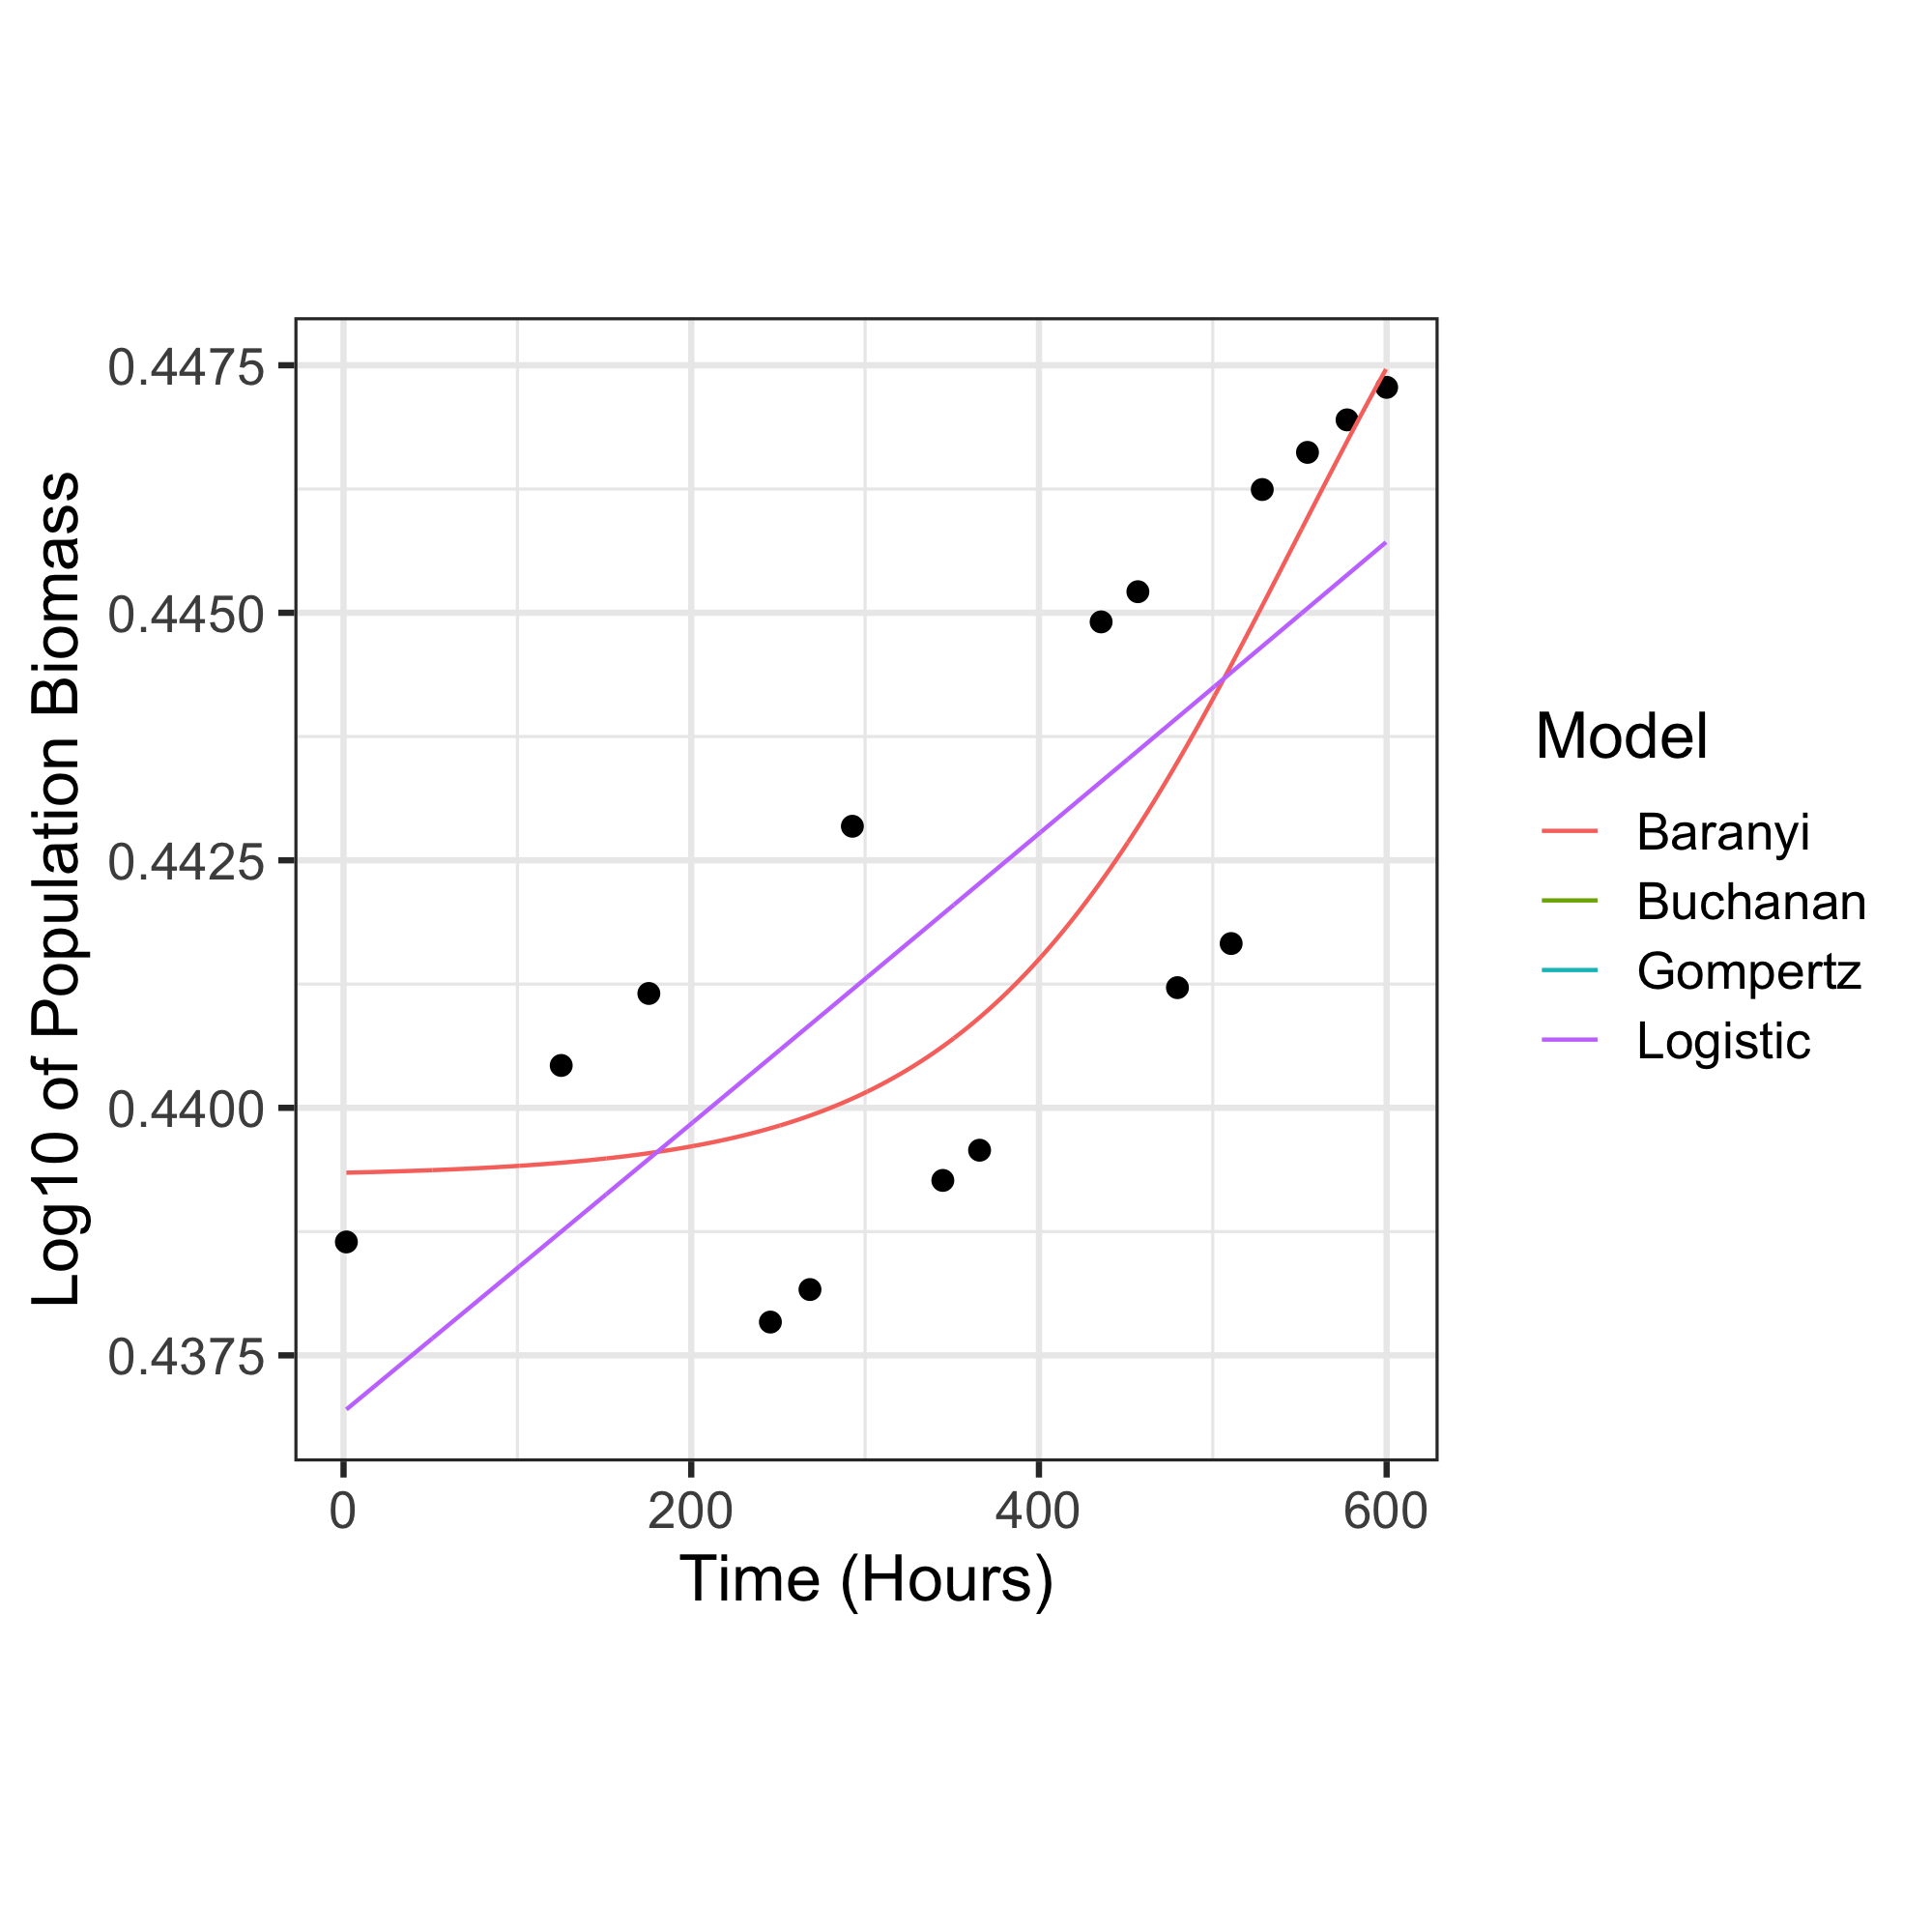 Log10 of Population Biomass
0.4475
0.4450
0.4425
0.4400
0.4375
0
200
400
600
Time (Hours)
Model
Baranyi
Buchanan
Gompertz
Logistic